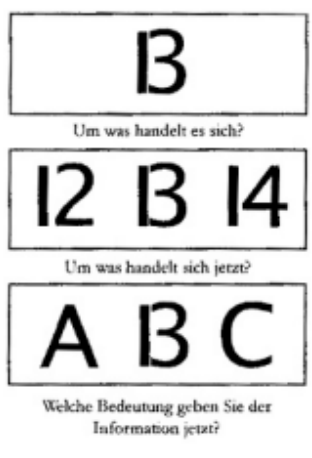 13
Um was handelt es sich?
12 13 14
Um was handelt sich jetzt?
A 13 C
Welche Bedeutung geben Sie der
Information jetzt?